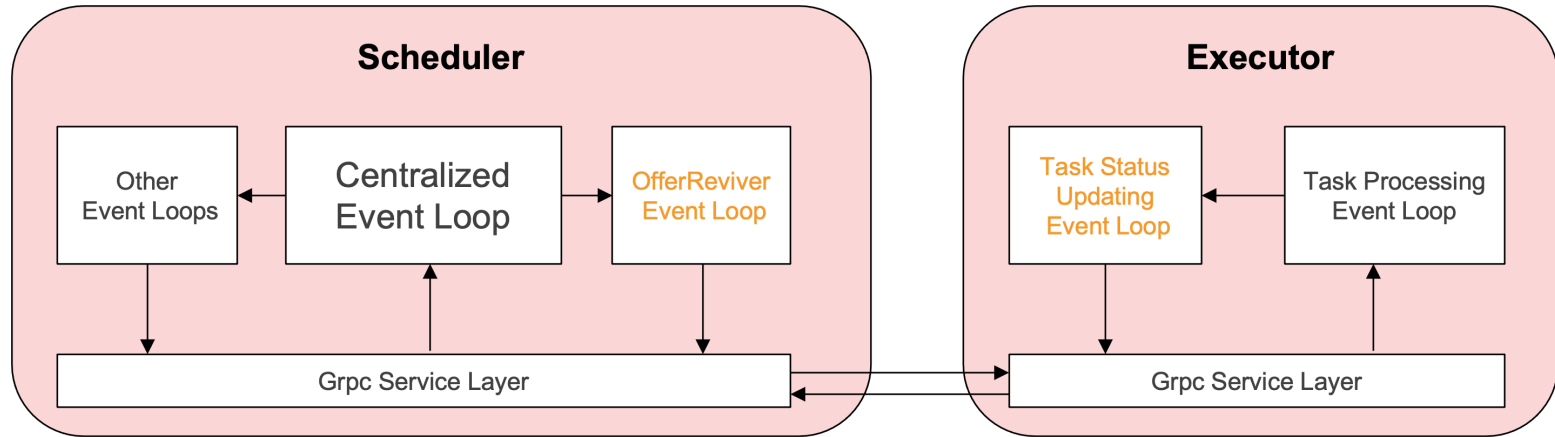 Scheduler
Other
Event Loops
Centralized
Event Loop
OfferReviver
Event Loop
Grpc Service Layer
Executor
Task Status
Updating
Event Loop
Task Processing
Event Loop
Grpc Service Layer